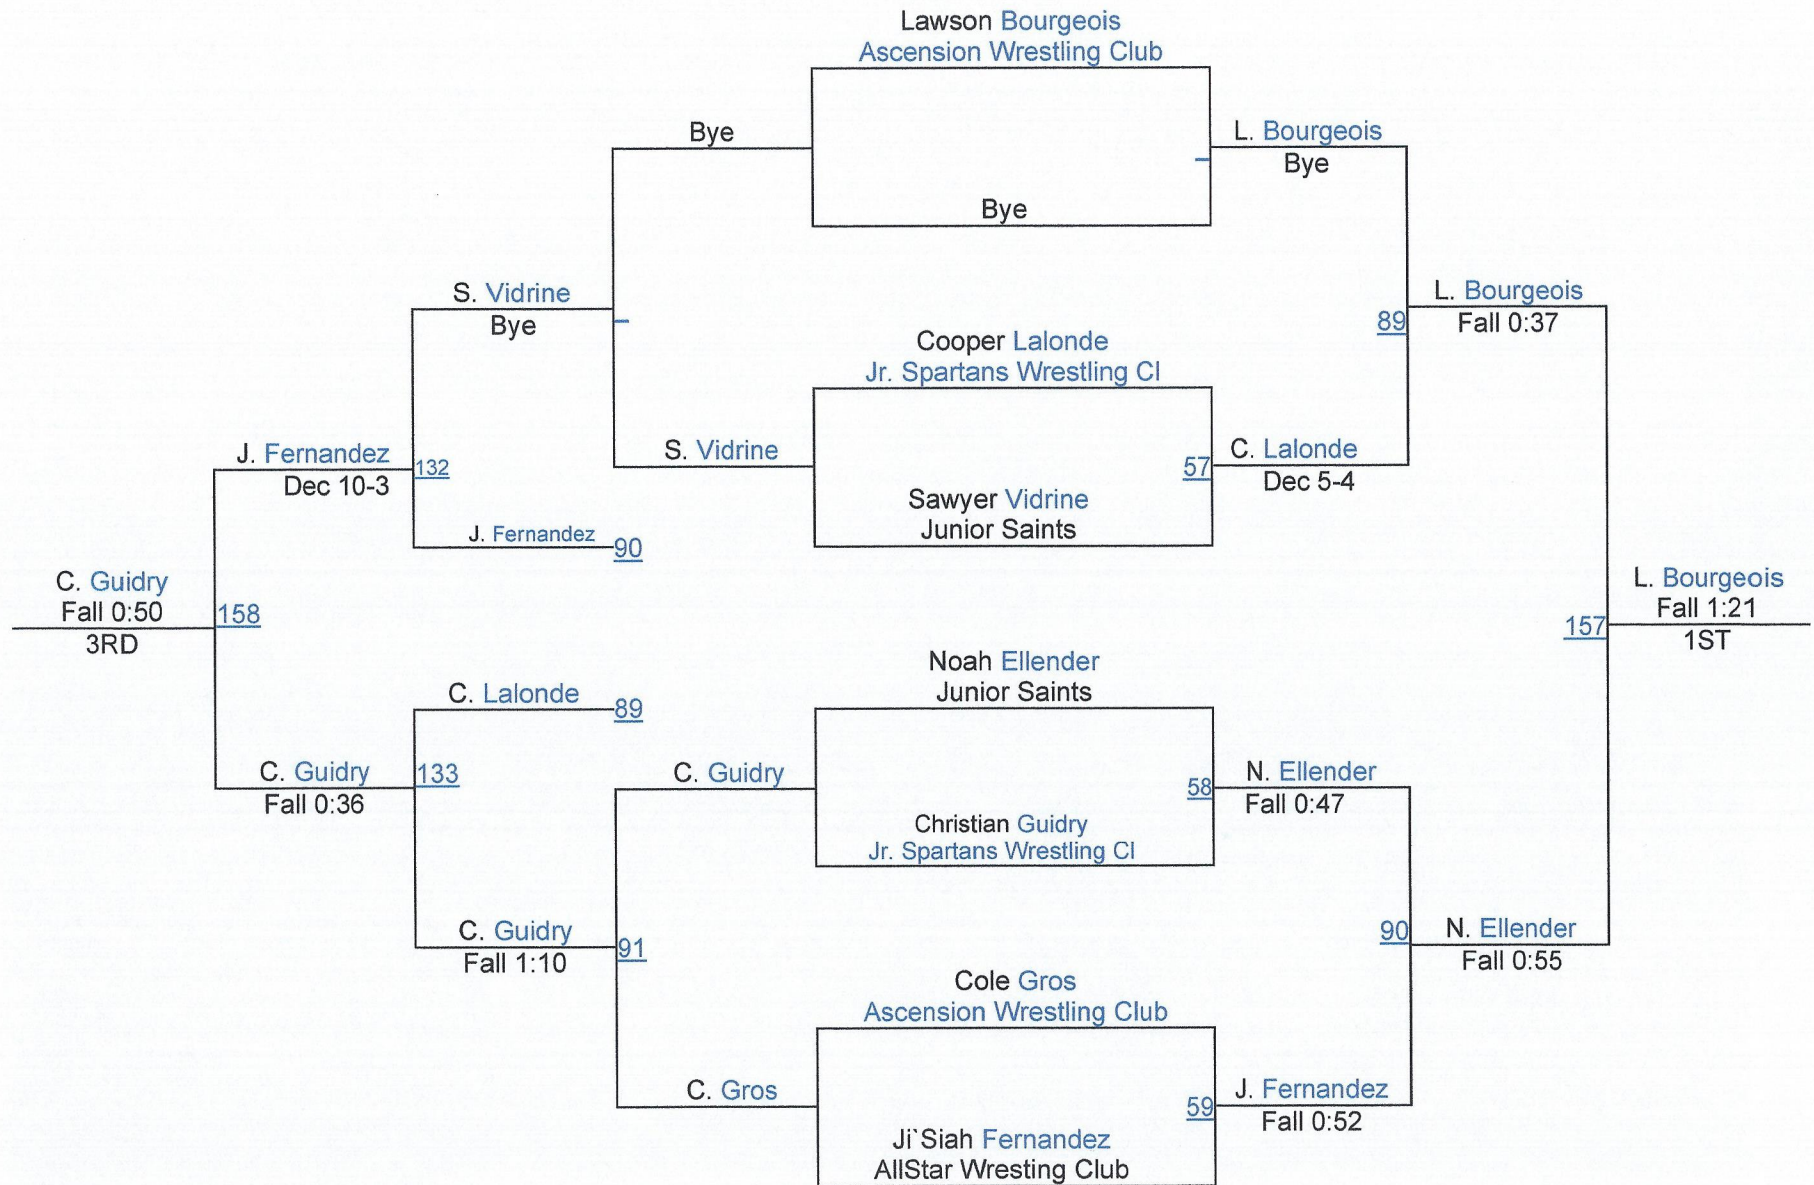 Lawson Bourgeois
Ascension Wrestling Club
Bye
L. Bourgeois
Bye
Bye
S. Vidrine
Bye
L. Bourgeois
Fall 0:37
89
Cooper Lalonde
Jr. Spartans Wrestling Cl
J. Fernandez
Dec 10-3
132
S. Vidrine
57
C. Lalonde
Dec 5-4
Sawyer Vidrine
Junior Saints
J. Fernandez
90
C. Guidry
Fall 0:50
3RD
158
L. Bourgeois
Fall 1:21
1ST
157
Noah Ellender
Junior Saints
C. Lalonde
89
C. Guidry
Fall 0:36
133
C. Guidry
58
N. Ellender
Fall 0:47
Christian Guidry
Jr. Spartans Wrestling Cl
C. Guidry
Fall 1:10
91
90
N. Ellender
Fall 0:55
Cole Gros
Ascension Wrestling Club
C. Gros
59
J. Fernandez
Fall 0:52
Ji`Siah Fernandez
AllStar Wresting Club